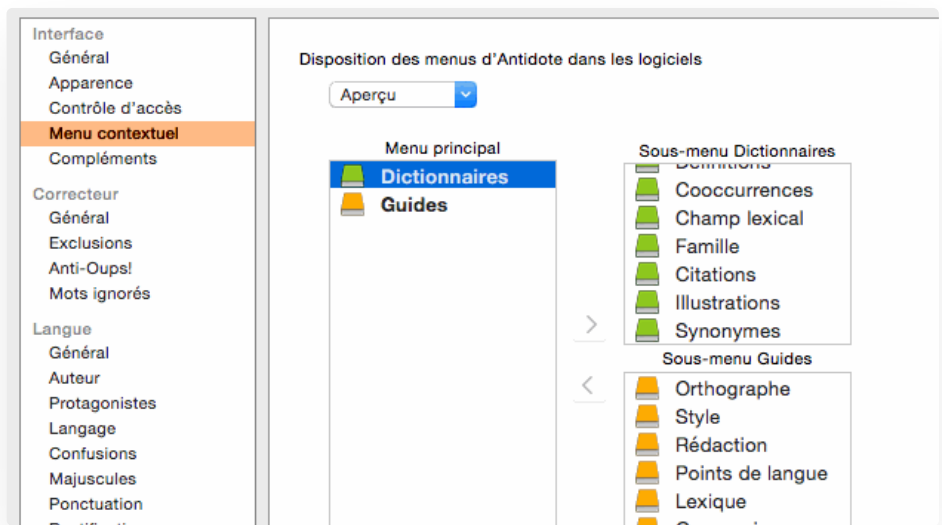 Interface
Général
Apparence
Contrôle d'accès
Menu contextuel
Compléments
Correcteur
Général
Exclusions
Anti-Oups!
Mots ignorés
Langue
Général
Auteur
Protagonistes
Langage
Confusions
Majuscules
Ponctuation
Disposition des menus d'Antidote dans les logiciels
Aperçu
Menu principal
Dictionnaires
Guides
Sous-menu Dictionnaires
Définitions
Cooccurrences
Champ lexical
Famille
Citations
Illustrations
Synonymes
Sous-menu Guides
Orthographe
Style
Rédaction
Points de langue
Lexique